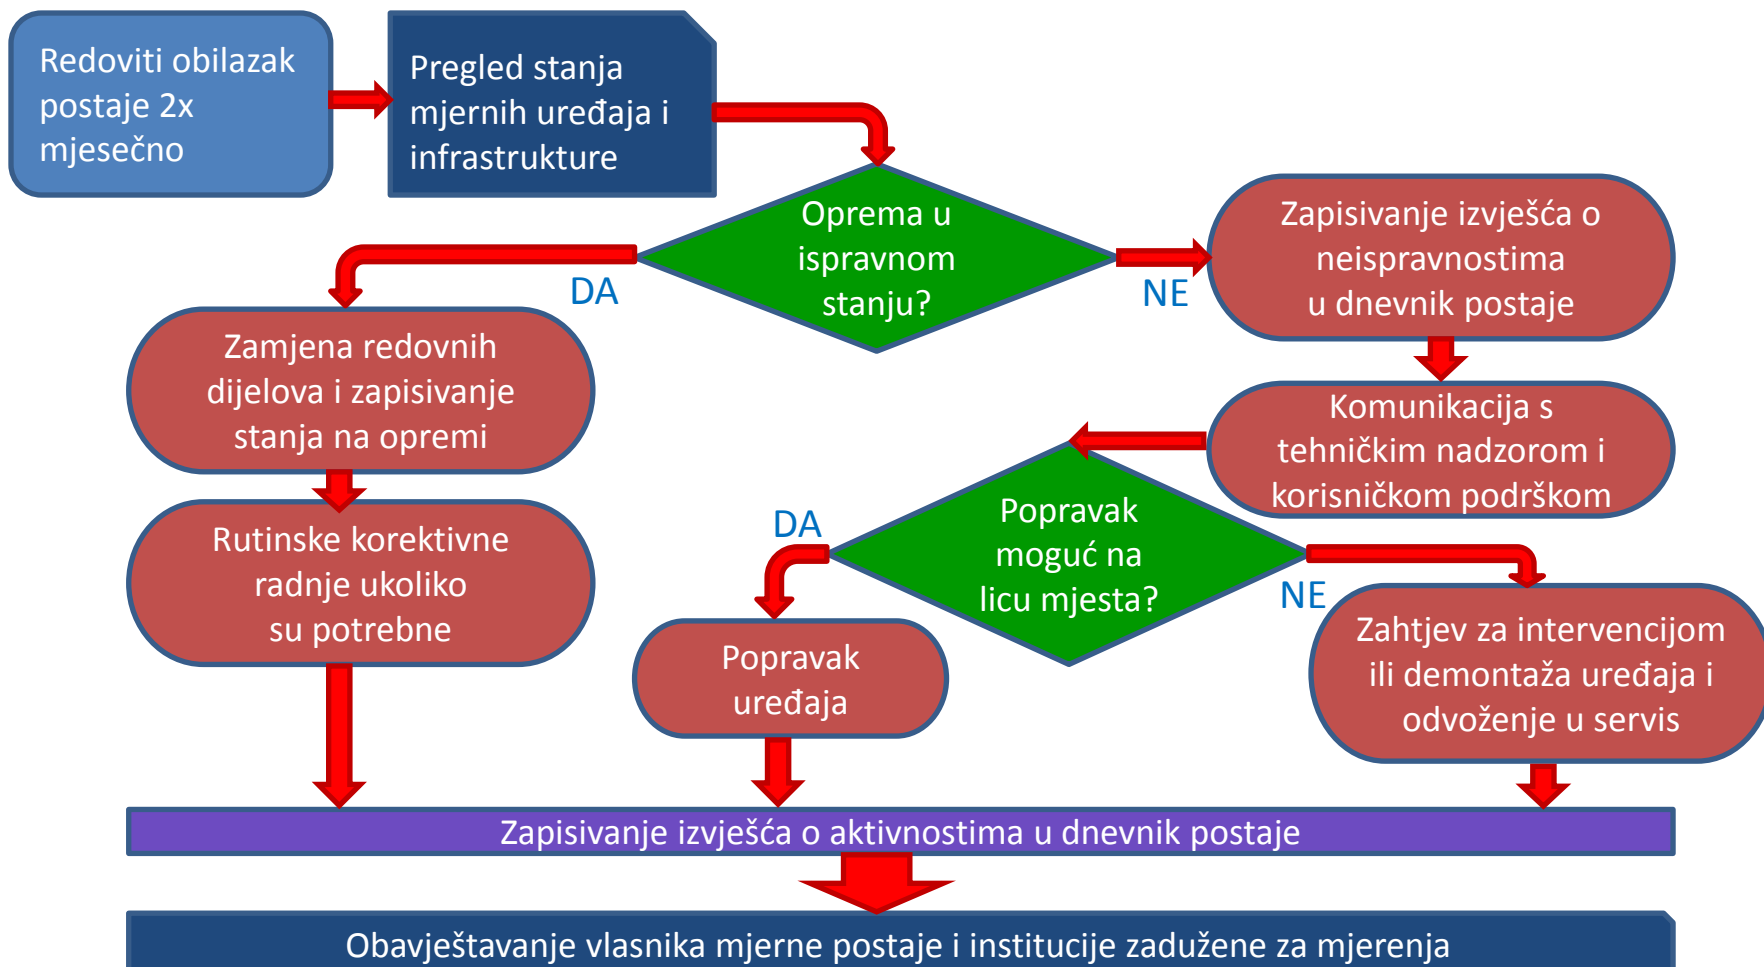 Redoviti obilazak
postaje 2x
mjesečno
Pregled stanja
mjernih uređaja i
infrastrukture
Oprema u
ispravnom
stanju?
DA
NE
Zapisivanje izvješća o
neispravnostima
u dnevnik postaje
Zamjena redovnih
dijelova i zapisivanje
stanja na opremi
Komunikacija s
tehničkim nadzorom i
korisničkom podrškom
Rutinske korektivne
radnje ukoliko
su potrebne
Popravak
moguć na
licu mjesta?
DA
NE
Popravak
uređaja
Zahtjev za intervencijom
ili demontaža uređaja i
odvoženje u servis
Zapisivanje izvješća o aktivnostima u dnevnik postaje
Obavještavanje vlasnika mjerne postaje i institucije zadužene za mjerenja